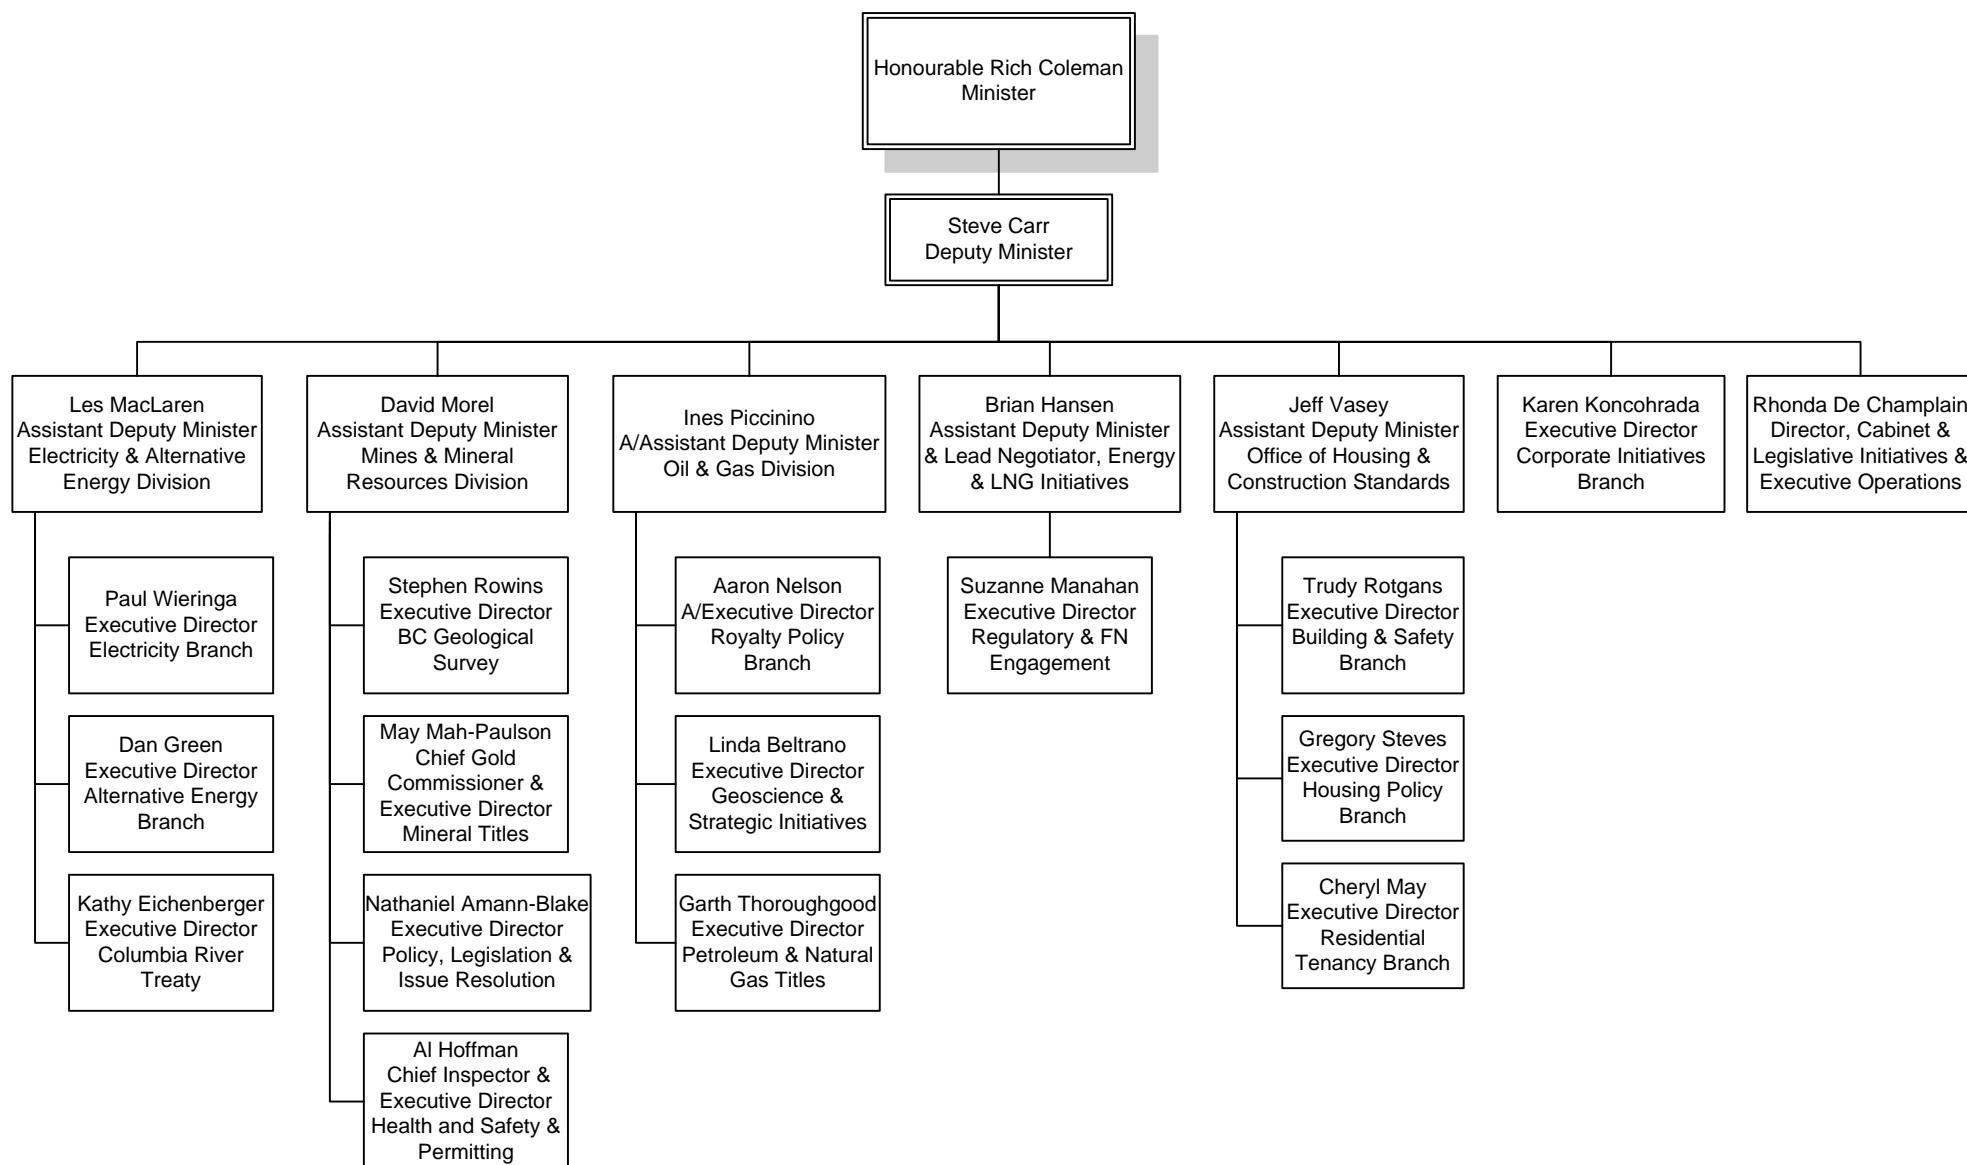 Honourable Rich Coleman
Minister
Steve Carr
Deputy Minister
Les MacLaren
Assistant Deputy Minister
Electricity & Alternative
Energy Division
David Morel
Assistant Deputy Minister
Mines & Mineral
Resources Division
Ines Piccinino
A/Assistant Deputy Minister
Oil & Gas Division
Brian Hansen
Assistant Deputy Minister
& Lead Negotiator, Energy
& LNG Initiatives
Jeff Vasey
Assistant Deputy Minister
Office of Housing &
Construction Standards
Karen Koncohrada
Executive Director
Corporate Initiatives
Branch
Rhonda De Champlain
Director, Cabinet &
Legislative Initiatives &
Executive Operations
Paul Wieringa
Executive Director
Electricity Branch
Dan Green
Executive Director
Alternative Energy
Branch
Kathy Eichenberger
Executive Director
Columbia River
Treaty
Stephen Rowins
Executive Director
BC Geological
Survey
May Mah-Paulson
Chief Gold
Commissioner &
Executive Director
Mineral Titles
Nathaniel Amann-Blake
Executive Director
Policy, Legislation &
Issue Resolution
Al Hoffman
Chief Inspector &
Executive Director
Health and Safety &
Permitting
Aaron Nelson
A/Executive Director
Royalty Policy
Branch
Linda Beltrano
Executive Director
Geoscience &
Strategic Initiatives
Garth Thoroughgood
Executive Director
Petroleum & Natural
Gas Titles
Suzanne Manahan
Executive Director
Regulatory & FN
Engagement
Trudy Rotgans
Executive Director
Building & Safety
Branch
Gregory Steves
Executive Director
Housing Policy
Branch
Cheryl May
Executive Director
Residential
Tenancy Branch